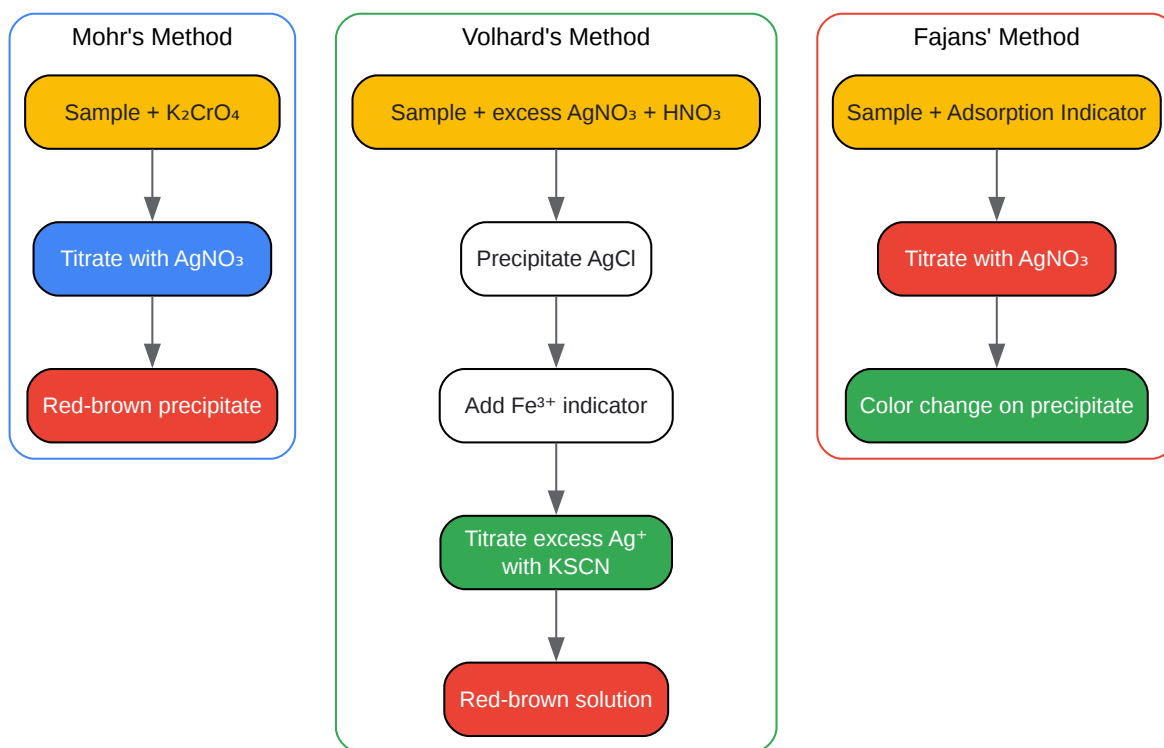 Mohr's Method
Sample + K₂CrO₄
Titrate with AgNO₃
Red-brown precipitate
Volhard's Method
Sample + excess AgNO₃ + HNO₃
Precipitate AgCl
Add Fe³⁺ indicator
Titrate excess Ag⁺
with KSCN
Red-brown solution
Fajans' Method
Sample + Adsorption Indicator
Titrate with AgNO₃
Color change on precipitate